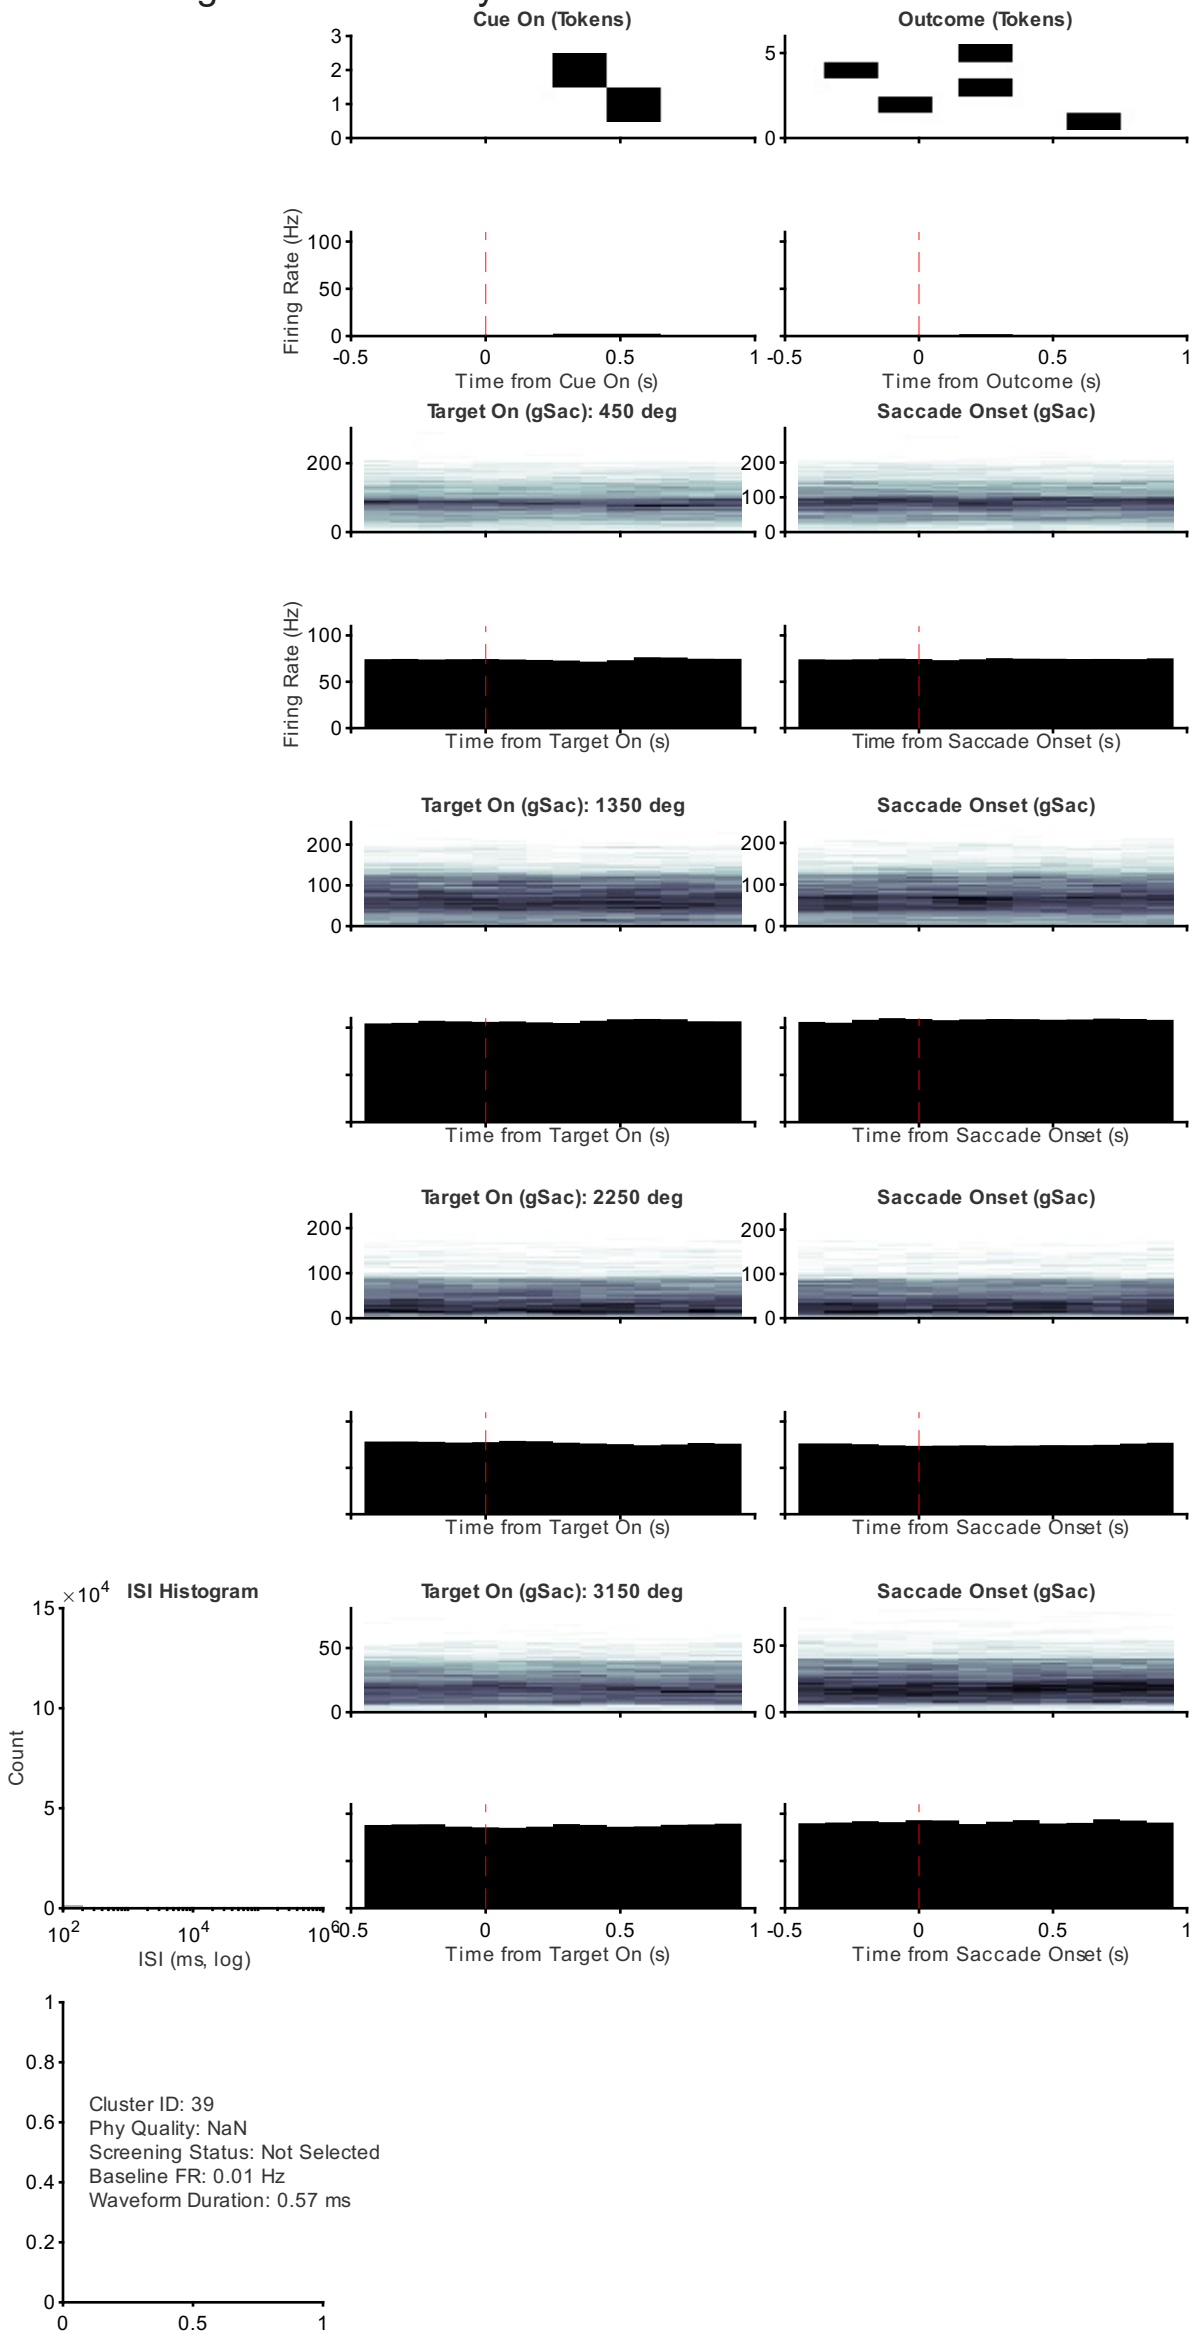 Cue On (Tokens)
Outcome (Tokens)
3
2
1
0
5
0
Firing Rate (Hz)
100
50
0
-0.5 0 0.5 1
-0.5 0 0.5 1
Time from Cue On (s)
Time from Outcome (s)
Target On (gSac): 450 deg
Saccade Onset (gSac)
200
0
200
100
0
Firing Rate (Hz)
100
50
0
Time from Target On (s)
Time from Saccade Onset (s)
Target On (gSac): 1350 deg
Saccade Onset (gSac)
200
100
0
200
100
0
Time from Target On (s)
Time from Saccade Onset (s)
Target On (gSac): 2250 deg
Saccade Onset (gSac)
200
100
0
200
100
0
Time from Target On (s)
Time from Saccade Onset (s)
×10⁴ ISI Histogram
Target On (gSac): 3150 deg
Saccade Onset (gSac)
15
10
5
0
Count
10² 10⁴ 10⁶
ISI (ms, log)
50
0
50
0
-0.5 0 0.5 1
-0.5 0 0.5 1
Time from Target On (s)
Time from Saccade Onset (s)
1
0.8
0.6
0.4
0.2
0
Cluster ID: 39
Phy Quality: NaN
Screening Status: Not Selected
Baseline FR: 0.01 Hz
Waveform Duration: 0.57 ms
0 0.5 1